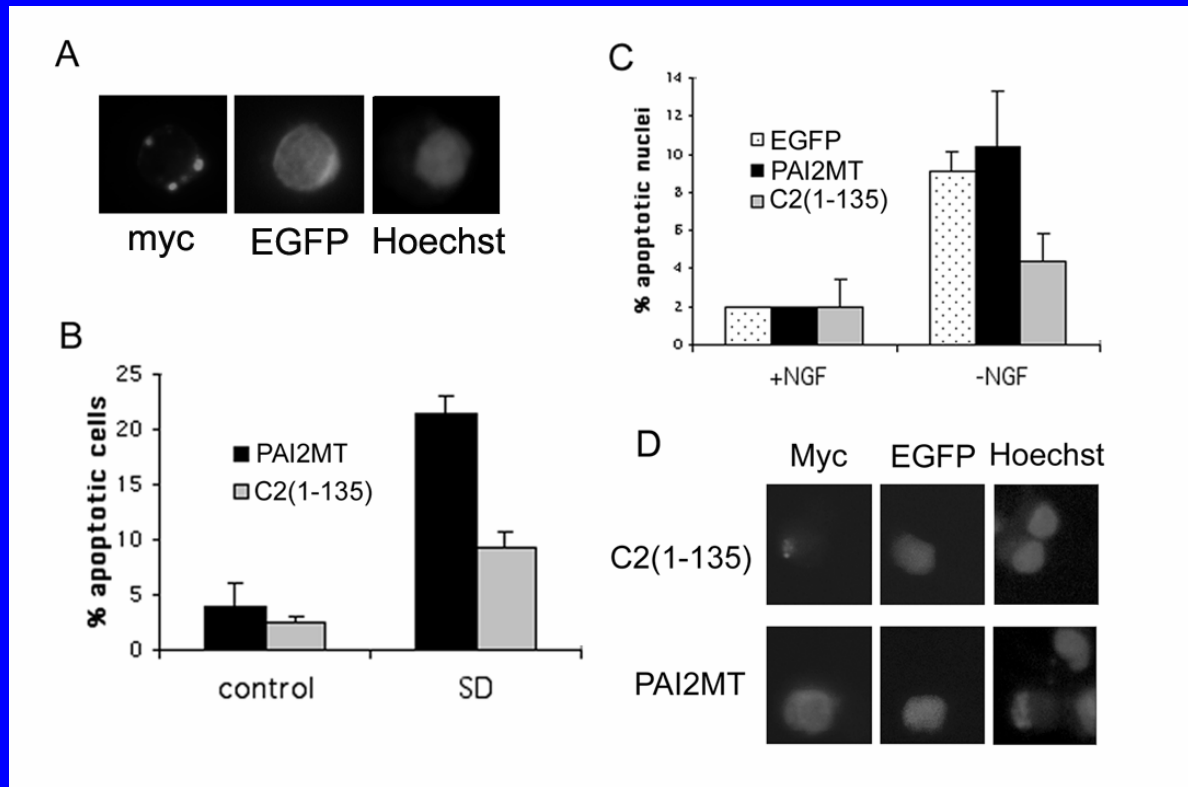 A
myc EGFP Hoechst
B
% apoptotic cells
25
20
15
10
5
0
PAI2MT
C2(1-135)
control SD
C
% apoptotic nuclei
14
12
10
8
6
4
2
0
EGFP
PAI2MT
C2(1-135)
+NGF -NGF
D
Myc EGFP Hoechst
C2(1-135)
PAI2MT